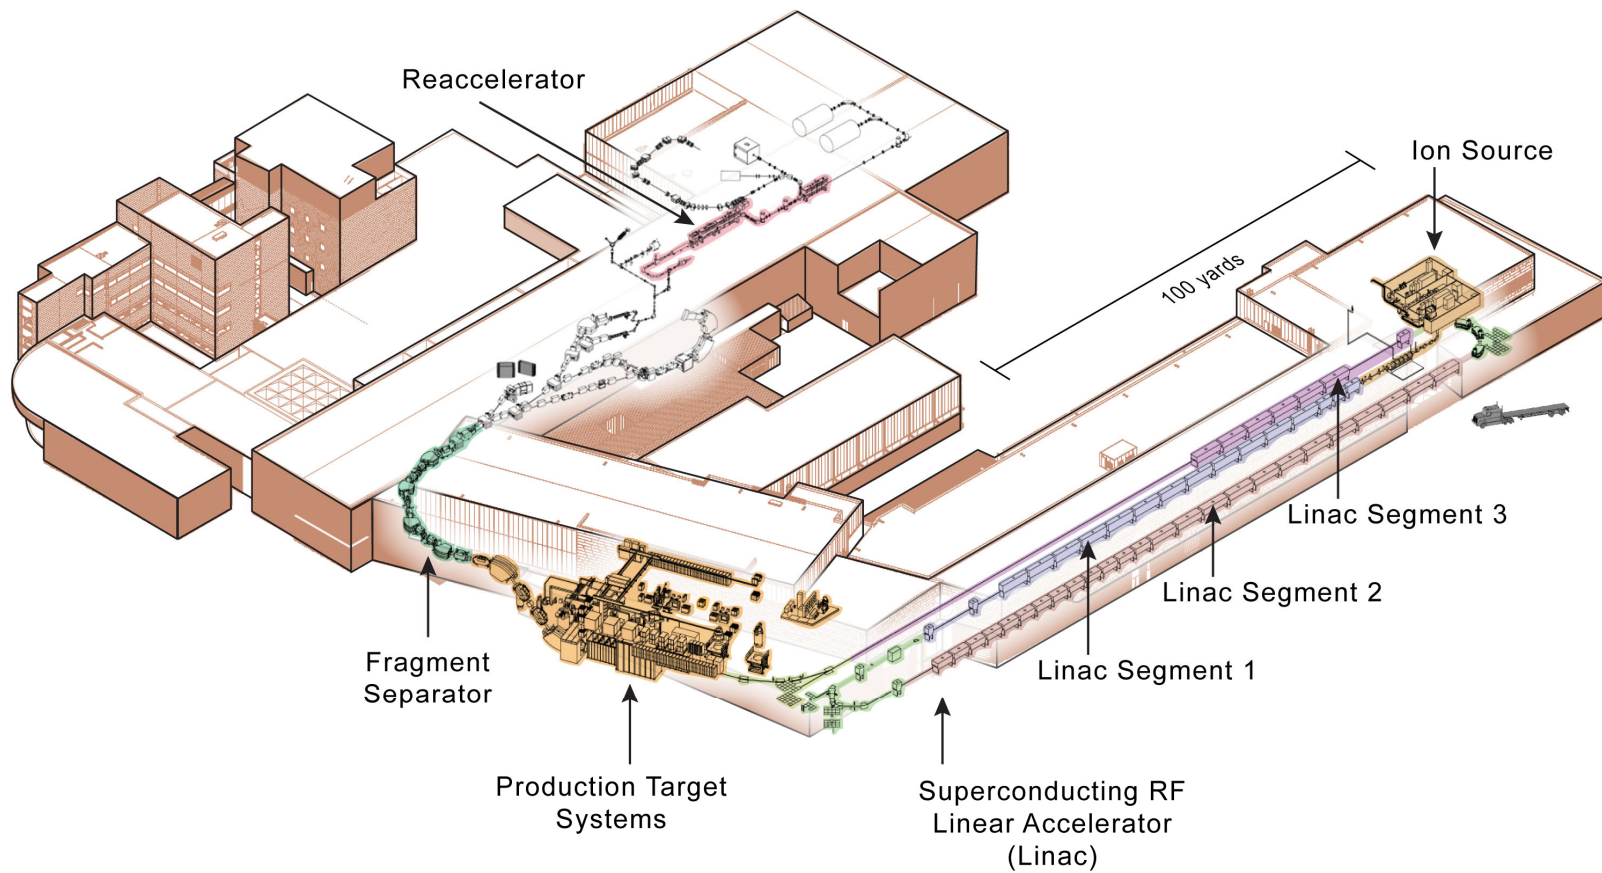 Reaccelerator
Ion Source
100 yards
Linac Segment 3
Linac Segment 2
Linac Segment 1
Fragment
Separator
Production Target
Systems
Superconducting RF
Linear Accelerator
(Linac)